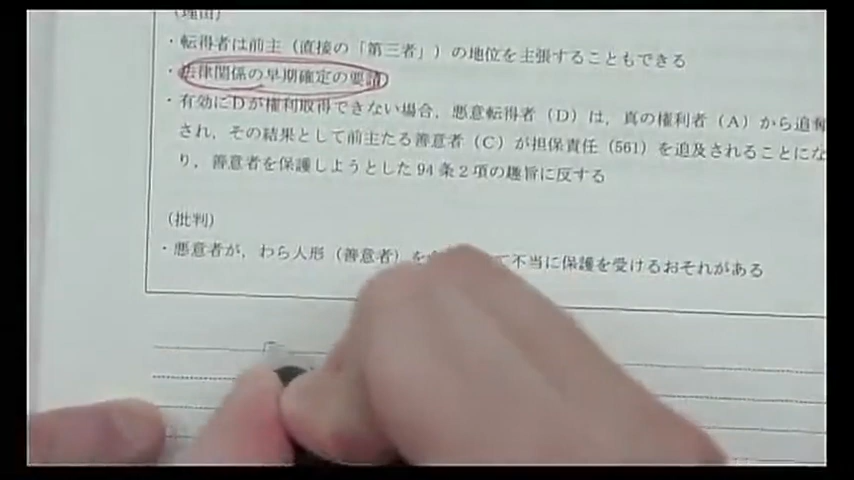 (理由)
・転得者は前主（直接の「第三者」）の地位を主張することもできる
・法律関係の早期確定の要請
・有効にＤが権利取得できない場合，悪意転得者（Ｄ）は，真の権利者（Ａ）から追奪
され，その結果として前主たる善意者（Ｃ）が担保責任（561）を追及されることにな
り，善意者を保護しようとした94条２項の趣旨に反する
（批判）
・悪意者が，わら人形（善意者）を て不当に保護を受けるおそれがある